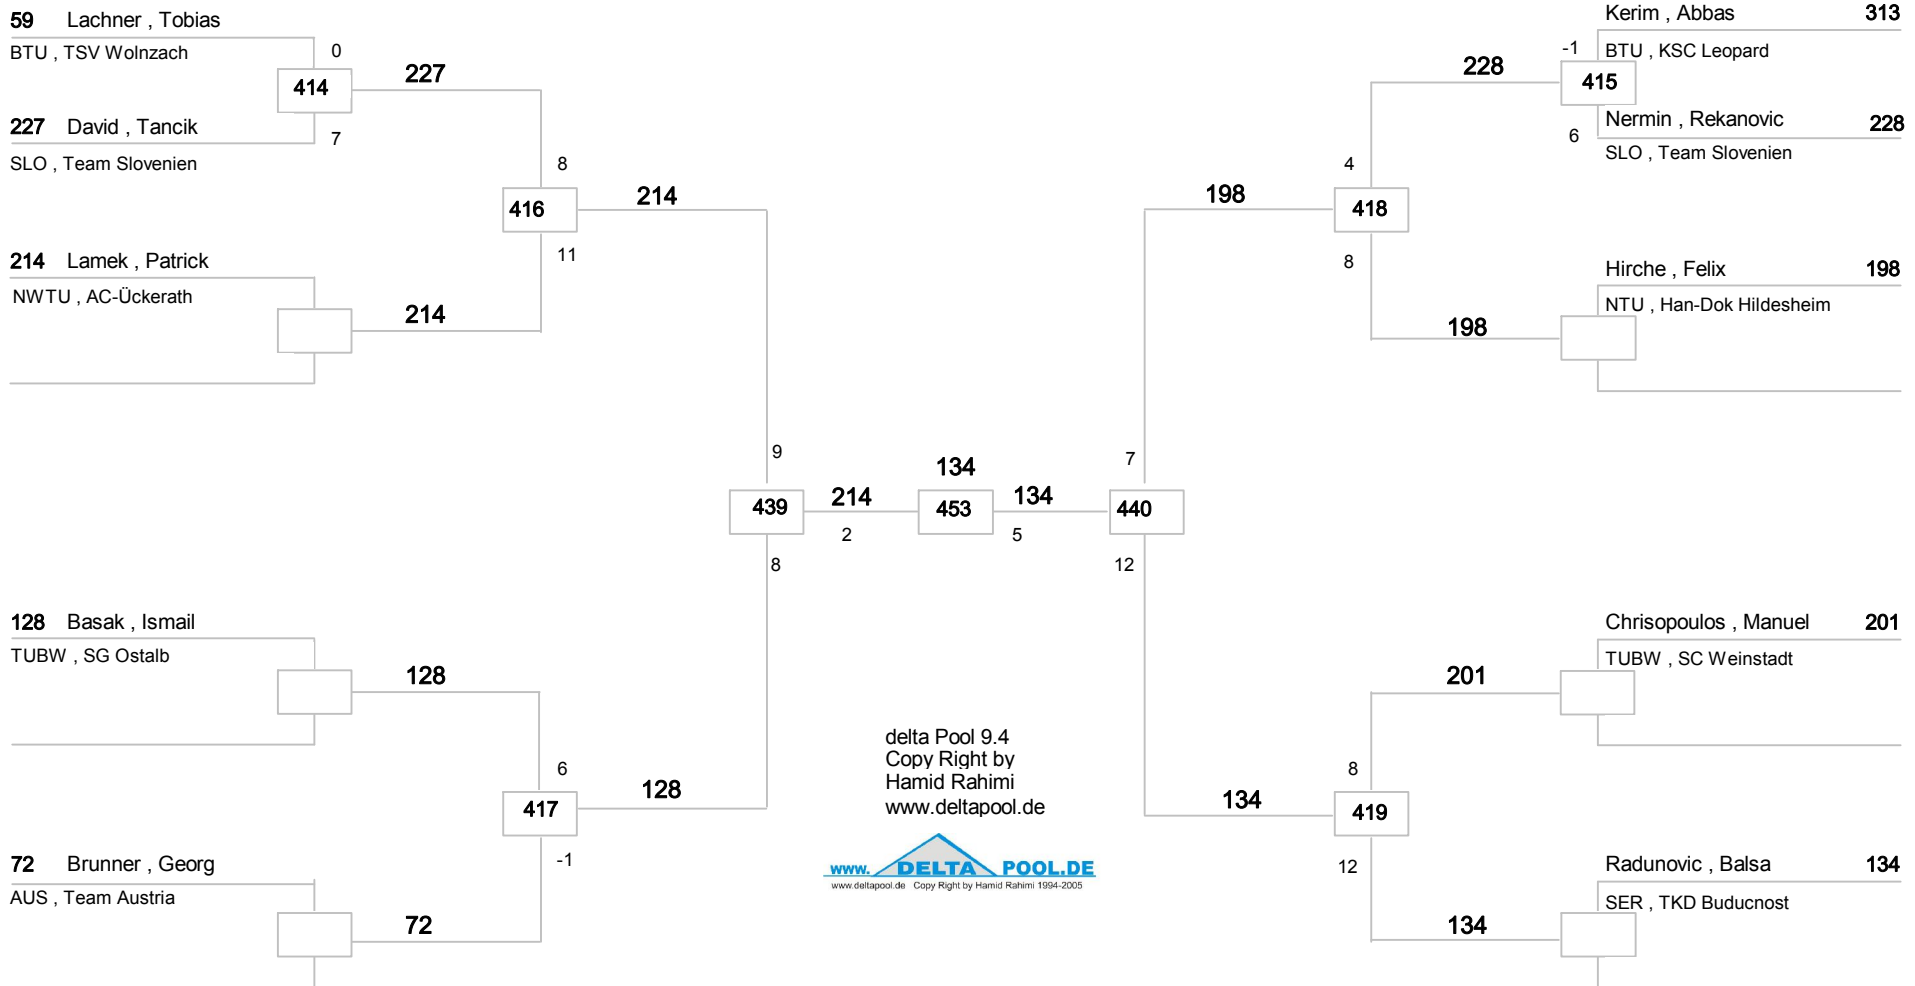 59 Lachner , Tobias
BTU , TSV Wolnzach
0
414
227
227 David , Tancik
7
SLO , Team Slovenien
8
416
214
11
214 Lamek , Patrick
NWTU , AC-Ückerath
214
9
439
214
2
8
134
453
134
5
128 Basak , Ismail
TUBW , SG Ostalb
128
6
417
128
-1
72 Brunner , Georg
AUS , Team Austria
72
Kerim , Abbas 313
-1
BTU , KSC Leopard
228
415
Nermin , Rekanovic 228
6
SLO , Team Slovenien
4
198
418
8
Hirche , Felix 198
NTU , Han-Dok Hildesheim
198
7
440
12
Chrisopoulos , Manuel 201
TUBW , SC Weinstadt
201
8
134
419
12
Radunovic , Balsa 134
SER , TKD Buducnost
134
delta Pool 9.4
Copy Right by
Hamid Rahimi
www.deltapool.de
www. DELTA POOL.DE
www.deltapool.de Copy Right by Hamid Rahimi 1994-2005